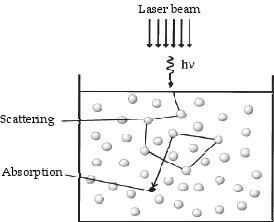 Laser beam
hν
Scattering
Absorption